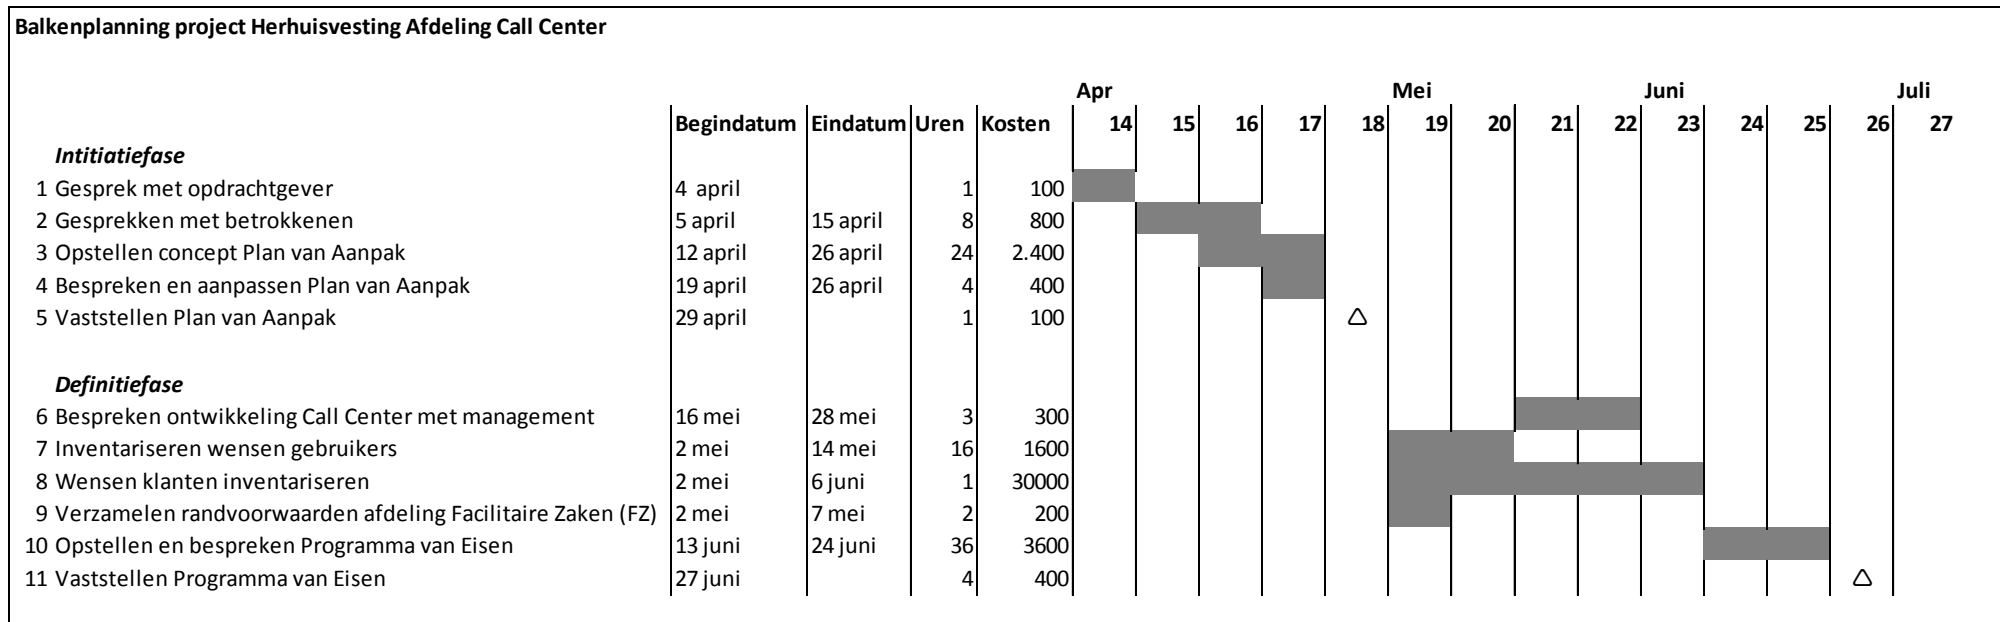 Balkenplanning project Herhuisvesting Afdeling Call Center
Apr Mei Juni Juli
Begindatum Eindatum Uren Kosten 14 15 16 17 18 19 20 21 22 23 24 25 26 27
Intitiatiefase
1 Gesprek met opdrachtgever 4 april 1 100
2 Gesprekken met betrokkenen 5 april 15 april 8 800
3 Opstellen concept Plan van Aanpak 12 april 26 april 24 2.400
4 Bespreken en aanpassen Plan van Aanpak 19 april 26 april 4 400
5 Vaststellen Plan van Aanpak 29 april 1 100
Definitiefase
6 Bespreken ontwikkeling Call Center met management 16 mei 28 mei 3 300
7 Inventariseren wensen gebruikers 2 mei 14 mei 16 1600
8 Wensen klanten inventariseren 2 mei 6 juni 1 30000
9 Verzamelen randvoorwaarden afdeling Facilitaire Zaken (FZ) 2 mei 7 mei 2 200
10 Opstellen en bespreken Programma van Eisen 13 juni 24 juni 36 3600
11 Vaststellen Programma van Eisen 27 juni 4 400